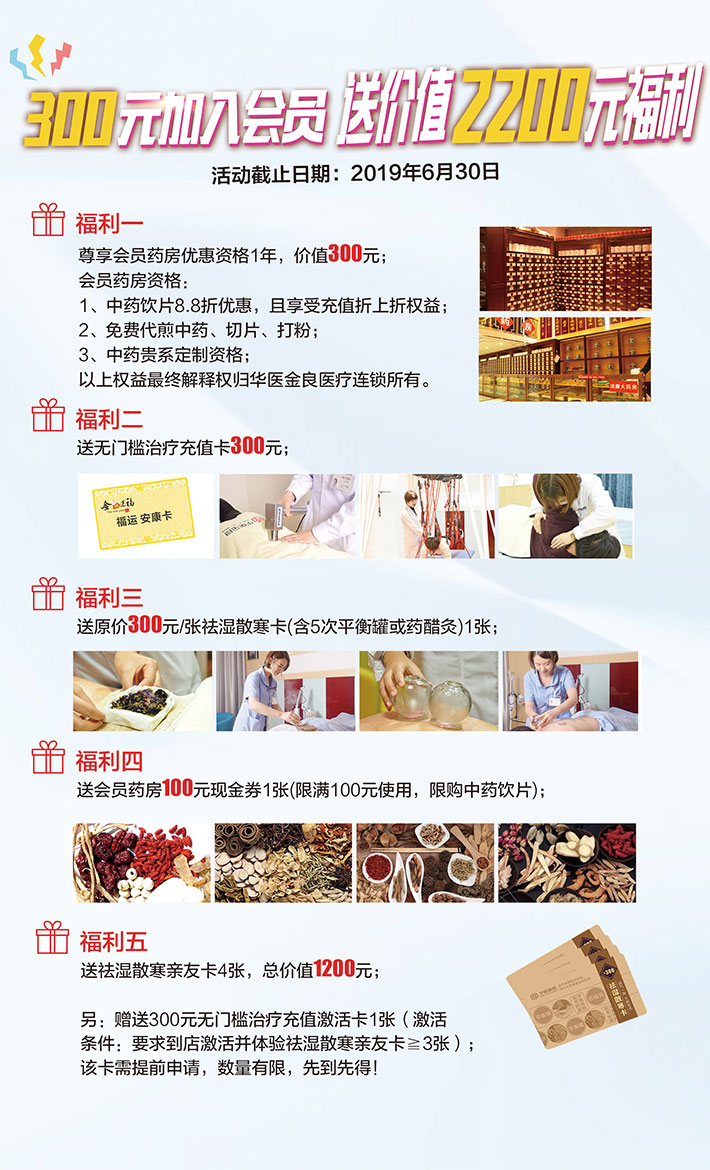 300元加入会员 送价值2200元福利
活动截止日期：2019年6月30日
福利一
尊享会员药房优惠资格1年，价值300元；
会员药房资格：
1、中药饮片8.8折优惠，且享受充值折上折权益；
2、免费代煎中药、切片、打粉；
3、中药贵系定制资格；
以上权益最终解释权归华医金良医疗连锁所有。
福利二
送无门槛治疗充值卡300元；
福运 安康卡
福利三
送原价300元/张祛湿散寒卡(含5次平衡罐或药醋灸)1张；
福利四
送会员药房100元现金券1张(限满100元使用，限购中药饮片)；
福利五
送祛湿散寒亲友卡4张，总价值1200元；
祛湿散寒卡
另：赠送300元无门槛治疗充值激活卡1张（激活
条件：要求到店激活并体验祛湿散寒亲友卡≧3张）；
该卡需提前申请，数量有限，先到先得！